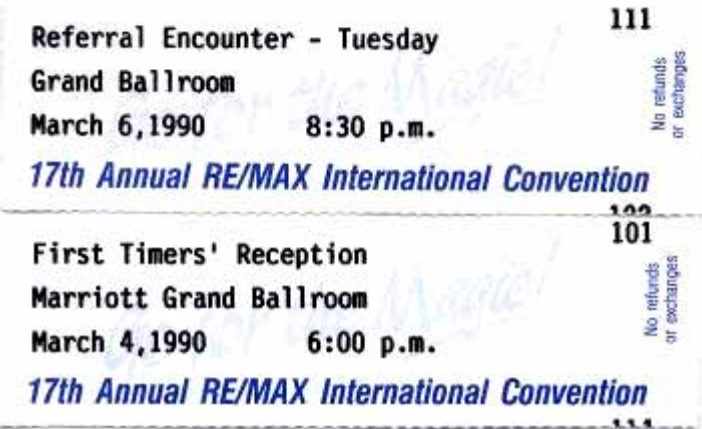 111
Referral Encounter - Tuesday
Grand Ballroom
March 6,1990 8:30 p.m.
No refunds
or exchanges
17th Annual RE/MAX International Convention
101
First Timers' Reception
Marriott Grand Ballroom
March 4,1990 6:00 p.m.
No refunds
or exchanges
17th Annual RE/MAX International Convention